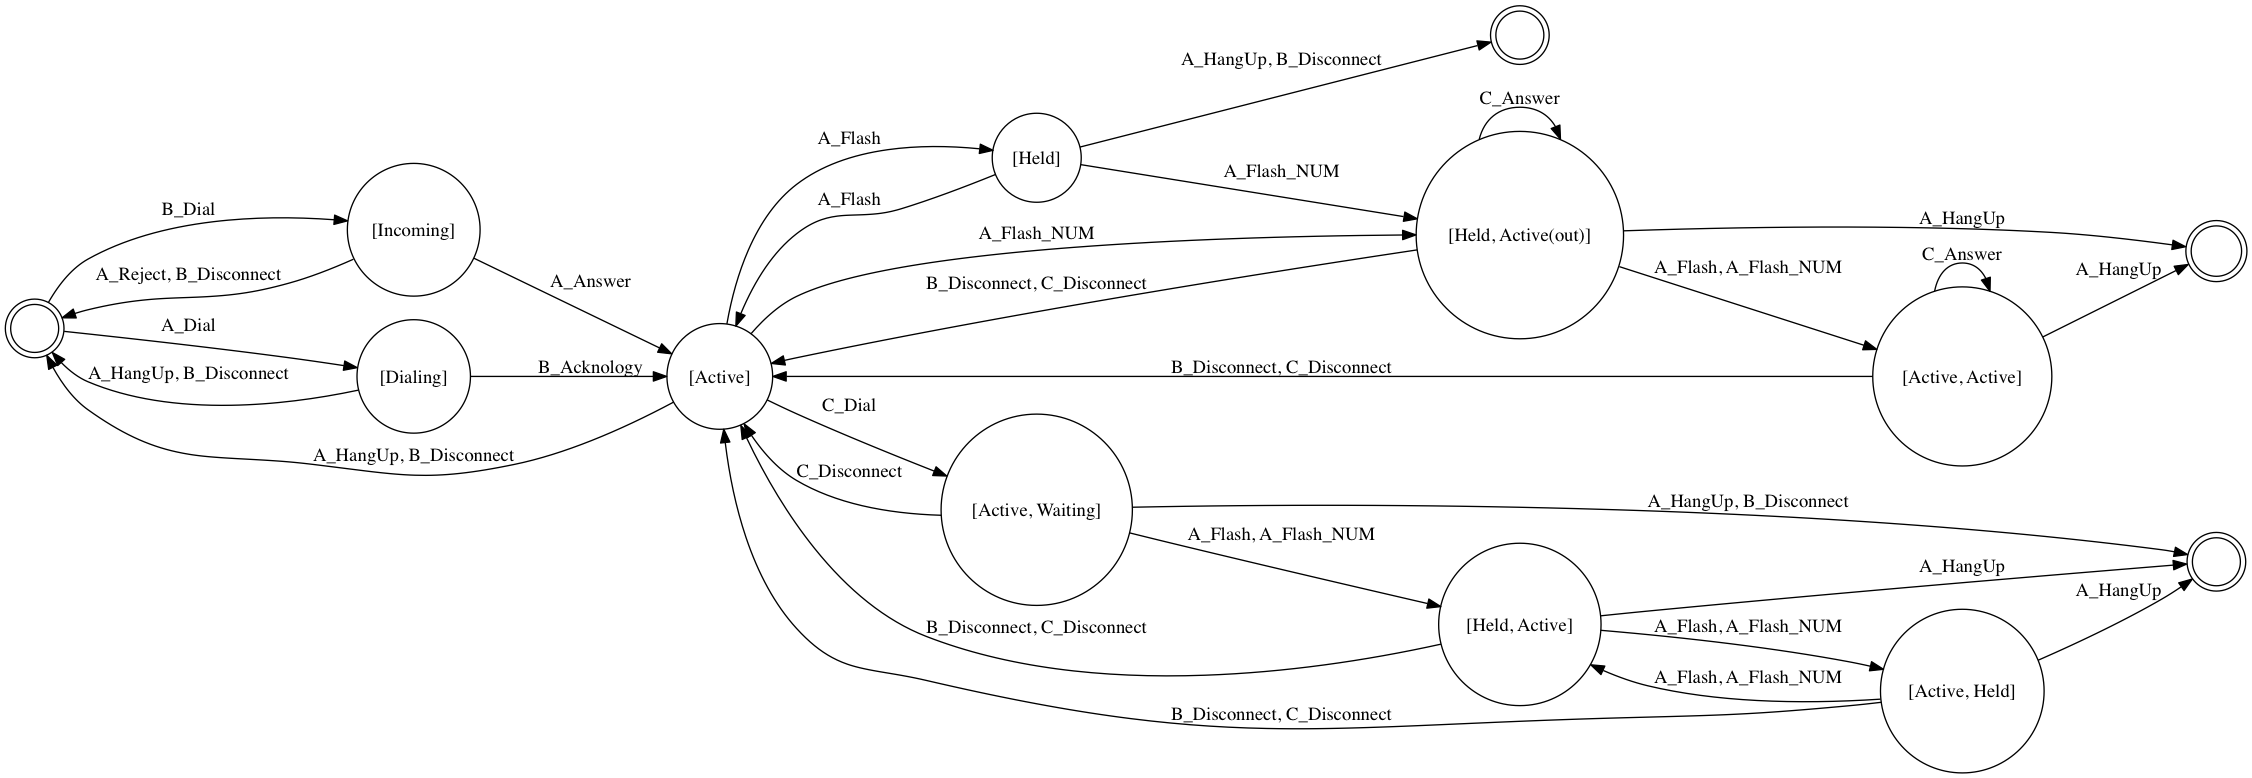 A_HangUp, B_Disconnect
C_Answer
A_Flash
[Held]
A_Flash_NUM
A_Flash
B_Dial
[Incoming]
A_Flash_NUM
[Held, Active(out)]
A_HangUp
C_Answer
A_Reject, B_Disconnect
A_Answer
B_Disconnect, C_Disconnect
A_Flash, A_Flash_NUM
A_HangUp
A_Dial
A_HangUp, B_Disconnect
[Dialing]
B_Acknology
[Active]
B_Disconnect, C_Disconnect
[Active, Active]
C_Dial
A_HangUp, B_Disconnect
C_Disconnect
[Active, Waiting]
A_HangUp, B_Disconnect
A_Flash, A_Flash_NUM
A_HangUp
A_HangUp
B_Disconnect, C_Disconnect
[Held, Active]
A_Flash, A_Flash_NUM
A_Flash, A_Flash_NUM
[Active, Held]
B_Disconnect, C_Disconnect